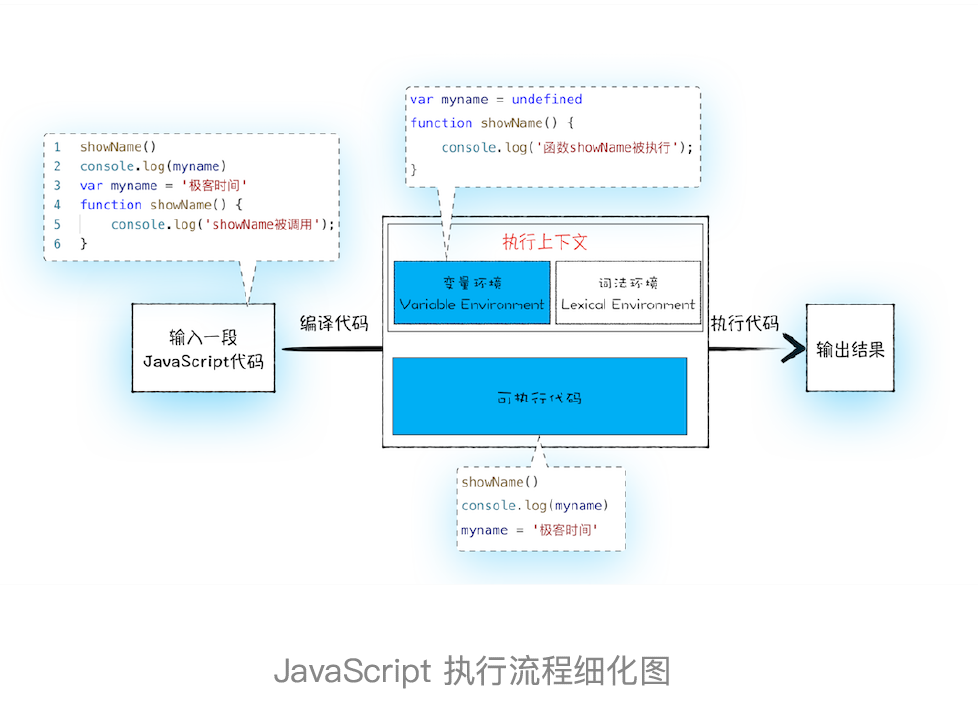 var myname = undefined
function showName() {
console.log('函数showName被执行');
}
1 showName()
2 console.log(myname)
3 var myname = '极客时间'
4 function showName() {
5 console.log('showName被调用');
6 }
执行上下文
变量环境
Variable Environment
词法环境
Lexical Environment
输入一段
JavaScript代码
编译代码
执行代码
输出结果
可执行代码
showName()
console.log(myname)
myname = '极客时间'
JavaScript 执行流程细化图